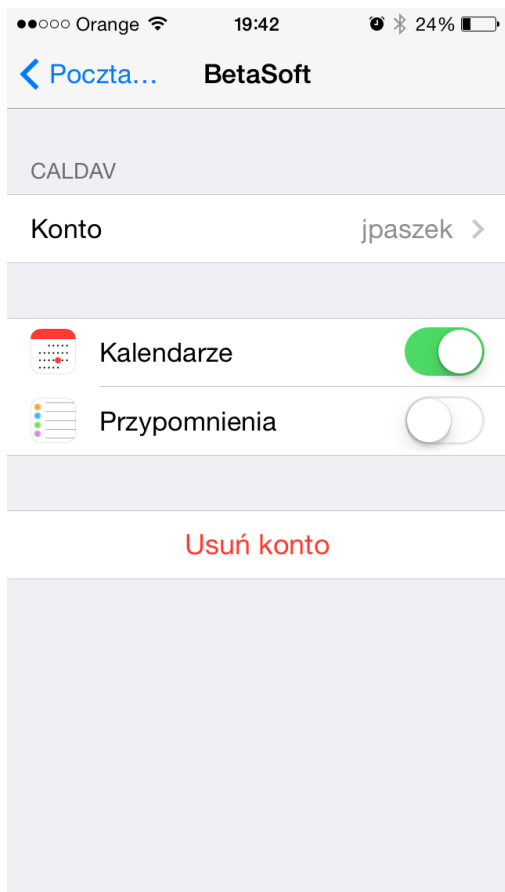 Orange 19:42 24%
Poczta... BetaSoft
CALDAV
Konto jpaszek
Kalendarze
Przypomnienia
Usuń konto